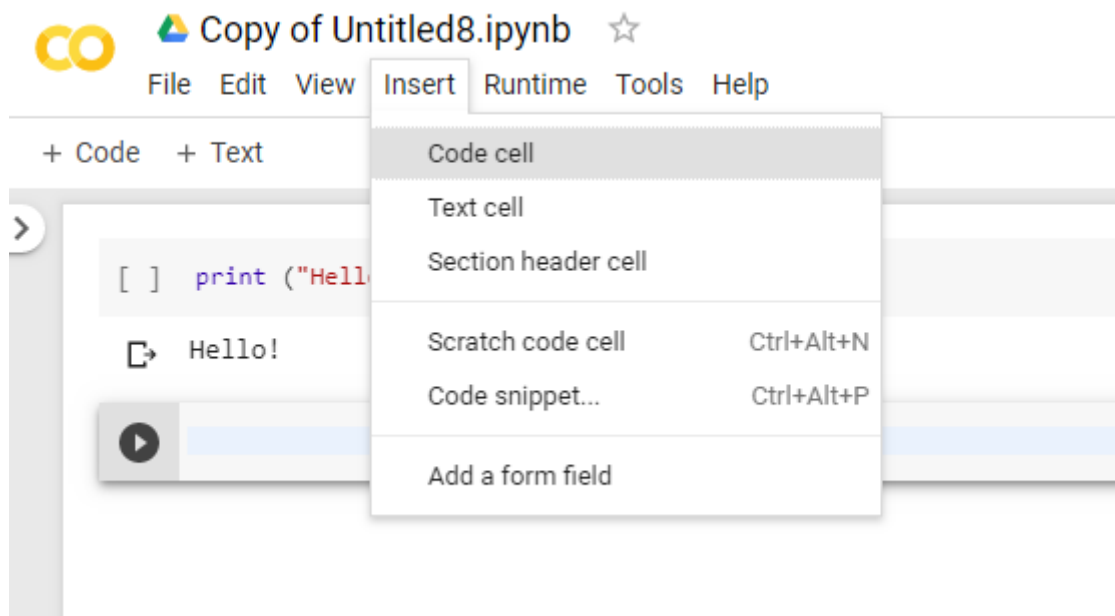 Copy of Untitled8.ipynb
File Edit View Insert Runtime Tools Help
+ Code + Text
Code cell
Text cell
Section header cell
Scratch code cell Ctrl+Alt+N
Code snippet... Ctrl+Alt+P
Add a form field
[ ] print ("Hell
Hello!